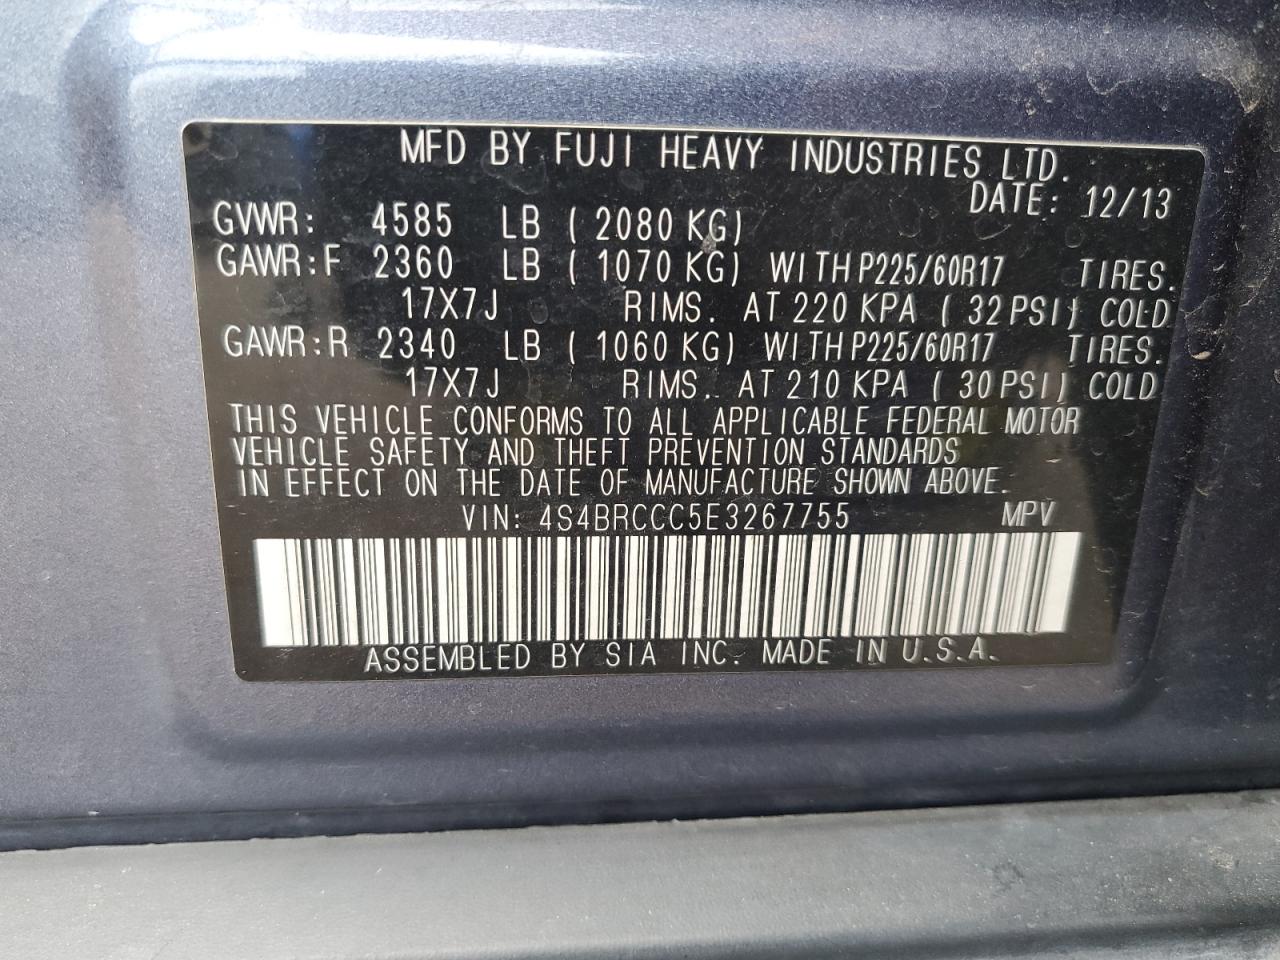 MFD BY FUJI HEAVY INDUSTRIES LTD.
DATE: 12/13
GVWR: 4585 LB ( 2080 KG)
GAWR:F 2360 LB ( 1070 KG) WITH P225/60R17 TIRES.
17X7J RIMS. AT 220 KPA ( 32 PSI) COLD
GAWR:R 2340 LB ( 1060 KG) WITH P225/60R17 TIRES.
17X7J RIMS. AT 210 KPA ( 30 PSI) COLD
THIS VEHICLE CONFORMS TO ALL APPLICABLE FEDERAL MOTOR
VEHICLE SAFETY AND THEFT PREVENTION STANDARDS
IN EFFECT ON THE DATE OF MANUFACTURE SHOWN ABOVE.
VIN: 4S4BRCCC5E3267755 MPV
ASSEMBLED BY SIA INC. MADE IN U.S.A.